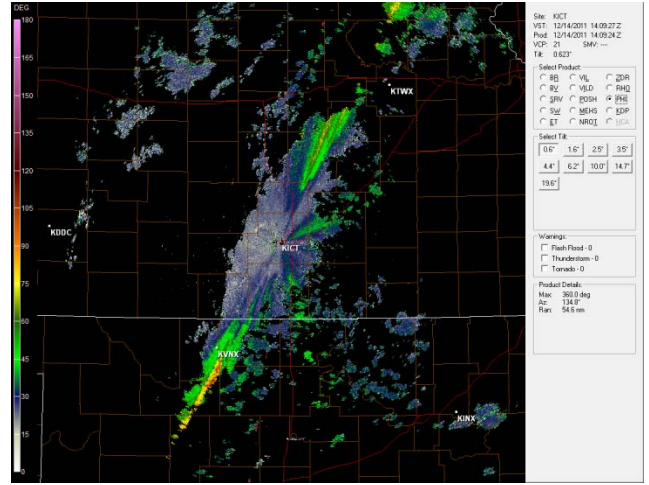 DEG
180
165
150
135
120
105
90
75
60
45
30
15
0
KTWX
KDDC
KICT
KVNX
KINX
Site: KICT
VST: 12/14/2011 14:09:27 Z
Prod: 12/14/2011 14:09:24 Z
VCP: 21 SMV: ---
Tilt: 0.623°
Select Product:
BR VIL ZDR
BV VILD RHO
SRV POSH PHI
SW MEHS KDP
ET NROT HCA
Select Tilt:
0.6° 1.6° 2.5° 3.5°
4.4° 6.2° 10.0° 14.7°
19.6°
Warnings:
Flash Flood - 0
Thunderstorm - 0
Tornado - 0
Product Details:
Max: 360.0 deg
Az: 134.8°
Ran: 54.6 nm